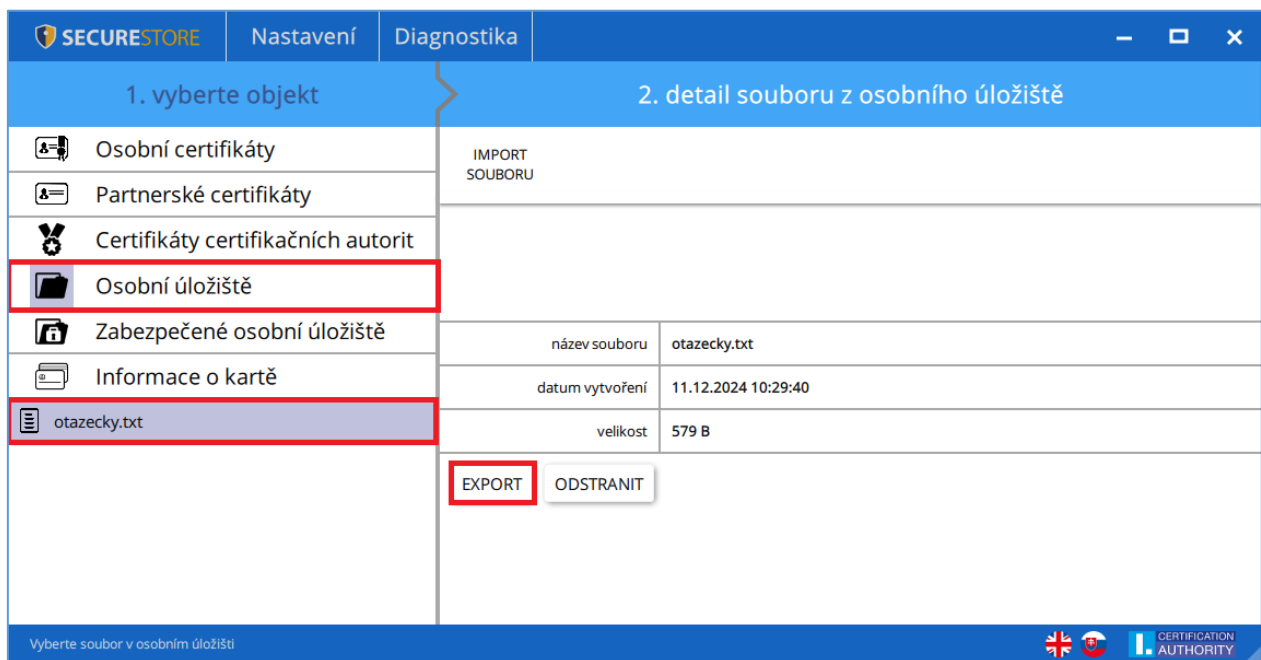 SECURESTORE Nastavení Diagnostika
1. vyberte objekt
2. detail souboru z osobního úložiště
Osobní certifikáty
Partnerské certifikáty
Certifikáty certifikačních autorit
Osobní úložiště
Zabezpečené osobní úložiště
Informace o kartě
otazecky.txt
IMPORT
SOUBORU
název souboru otazecky.txt
datum vytvoření 11.12.2024 10:29:40
velikost 579 B
EXPORT ODSTRANIT
Vyberte soubor v osobním úložišti
I. CERTIFICATION
AUTHORITY